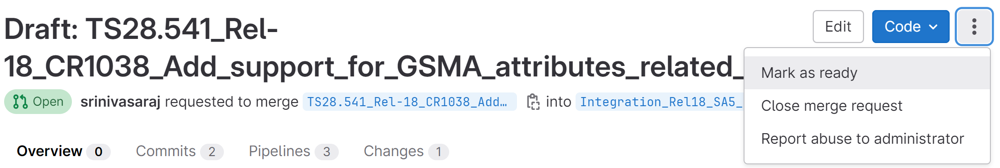 Draft: TS28.541_Rel-
18_CR1038_Add_support_for_GSMA_attributes_related_
Edit
Code
Mark as ready
Close merge request
Report abuse to administrator
Open srinivasaraj requested to merge TS28.541_Rel-18_CR1038_Add… into Integration_Rel18_SA5_
Overview 0 Commits 2 Pipelines 3 Changes 1